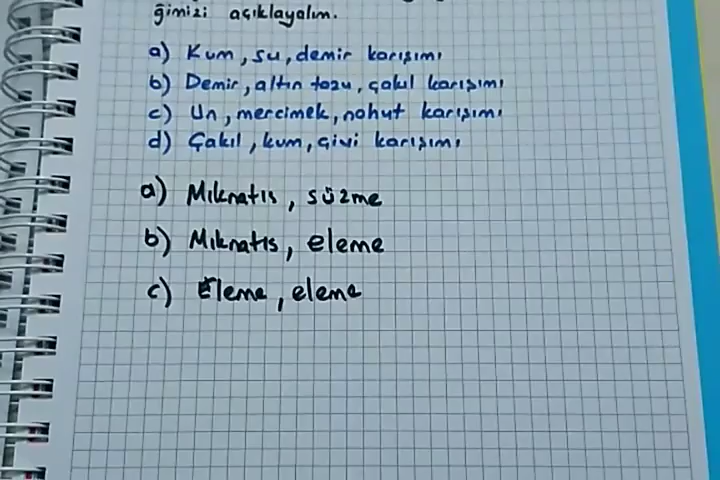 ğimizi açıklayalım.
a) Kum, su, demir karışımı
b) Demir, altın tozu, çakıl karışımı
c) Un, mercimek, nohut karışımı
d) Çakıl, kum, çivi karışımı
a) Mıknatıs, süzme
b) Mıknatıs, eleme
c) Eleme, eleme